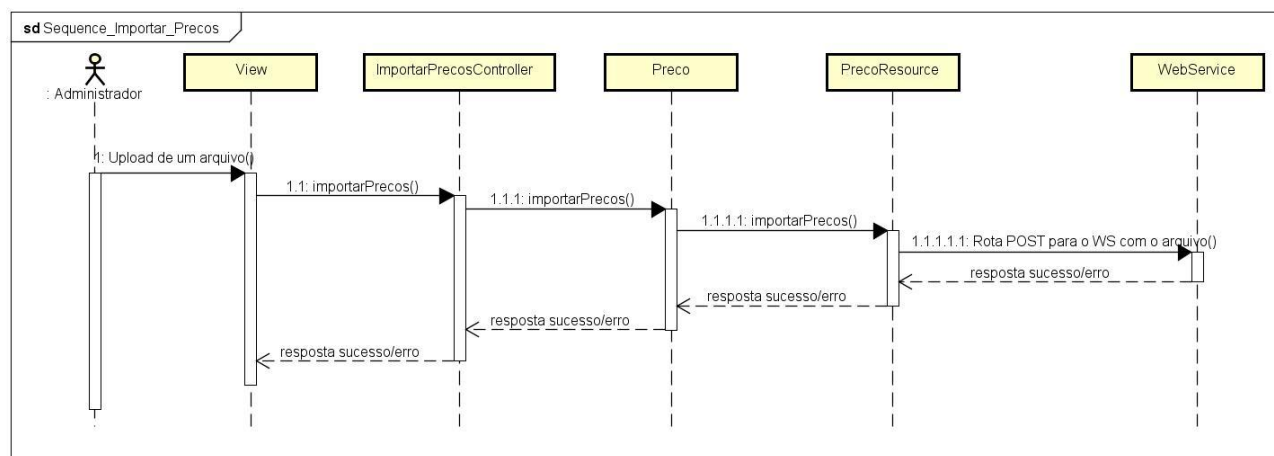 sd Sequence_Importar_Precos
: Administrador
View
ImportarPrecosController
Preco
PrecoResource
WebService
1: Upload de um arquivo()
1.1: importarPrecos()
1.1.1: importarPrecos()
1.1.1.1: importarPrecos()
1.1.1.1.1: Rota POST para o WS com o arquivo()
resposta sucesso/erro
resposta sucesso/erro
resposta sucesso/erro
resposta sucesso/erro